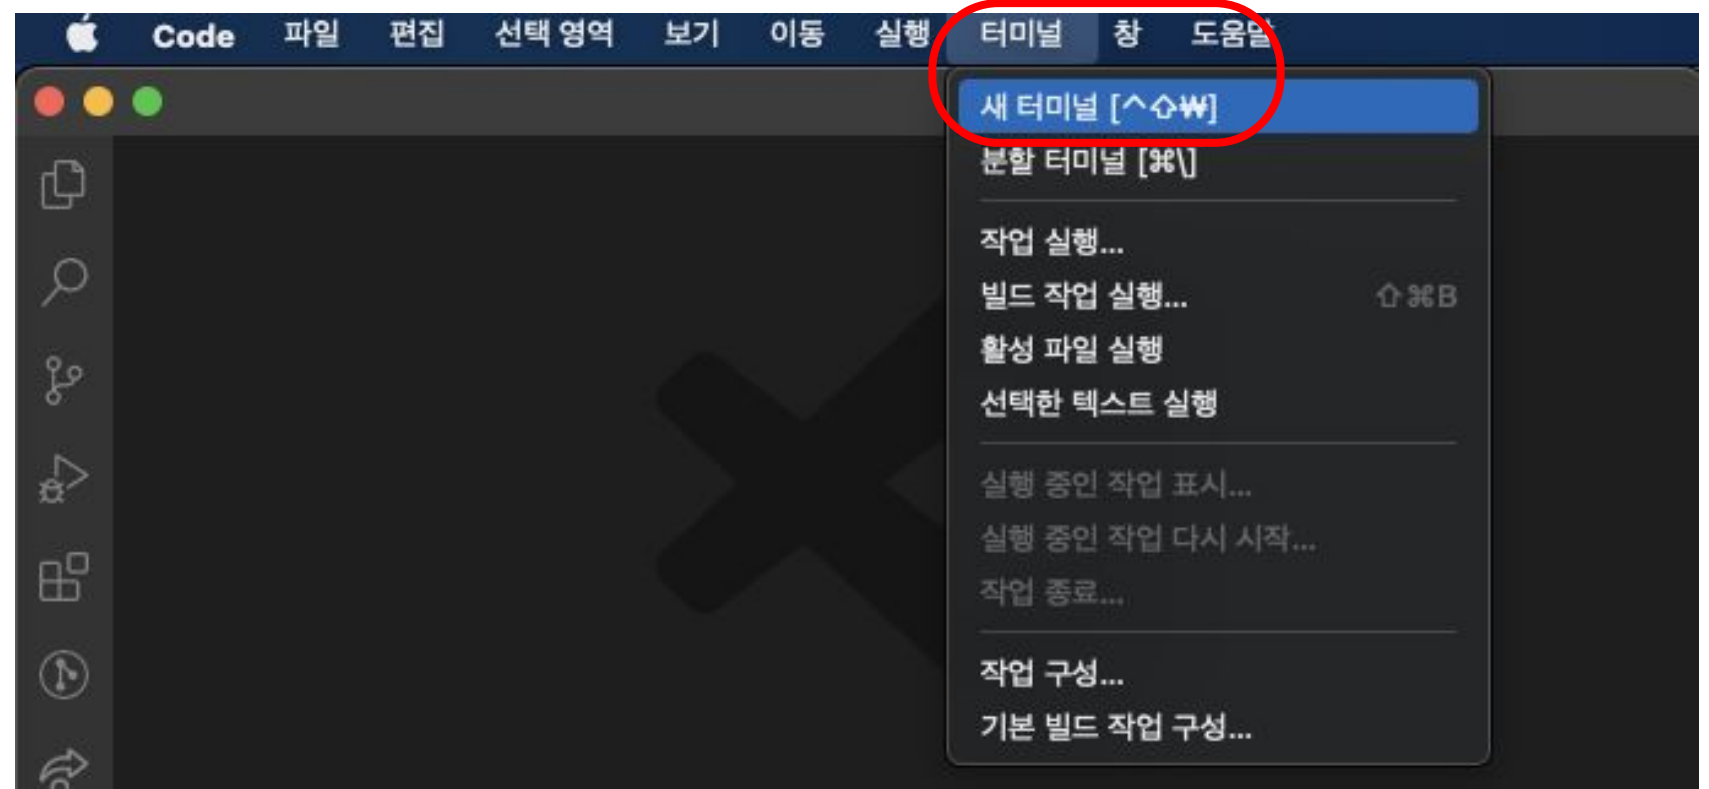 Code 파일 편집 선택 영역 보기 이동 실행 터미널 창 도움말
새 터미널 [^⇧₩]
분할 터미널 [⌘\]
작업 실행...
빌드 작업 실행... ⇧⌘B
활성 파일 실행
선택한 텍스트 실행
실행 중인 작업 표시...
실행 중인 작업 다시 시작...
작업 종료...
작업 구성...
기본 빌드 작업 구성...